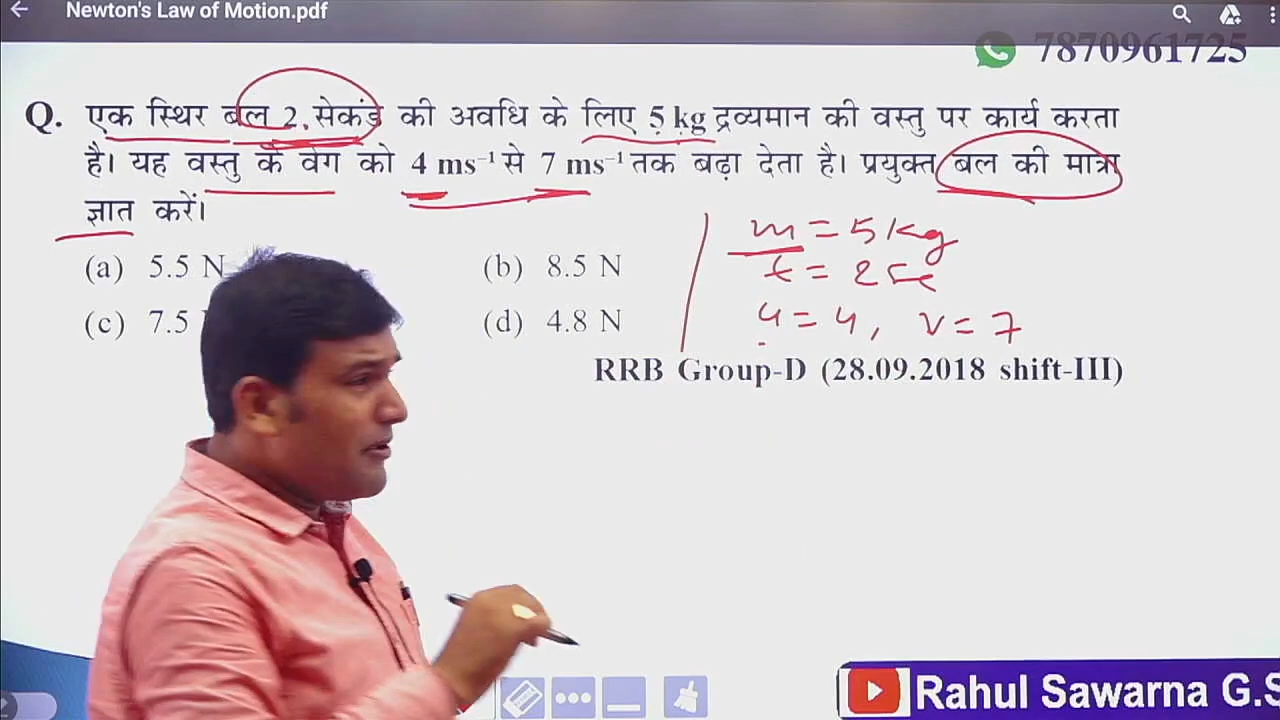 Newton's Law of Motion.pdf
7870961725
Q. एक स्थिर बल 2 सेकंड की अवधि के लिए 5 kg द्रव्यमान की वस्तु पर कार्य करता
है। यह वस्तु के वेग को 4 ms⁻¹ से 7 ms⁻¹ तक बढ़ा देता है। प्रयुक्त बल की मात्रा
ज्ञात करें।
(a) 5.5 N (b) 8.5 N
(c) 7.5 (d) 4.8 N
m = 5 kg
t = 2 se
u = 4, v = 7
RRB Group-D (28.09.2018 shift-III)
Rahul Sawarna G.S